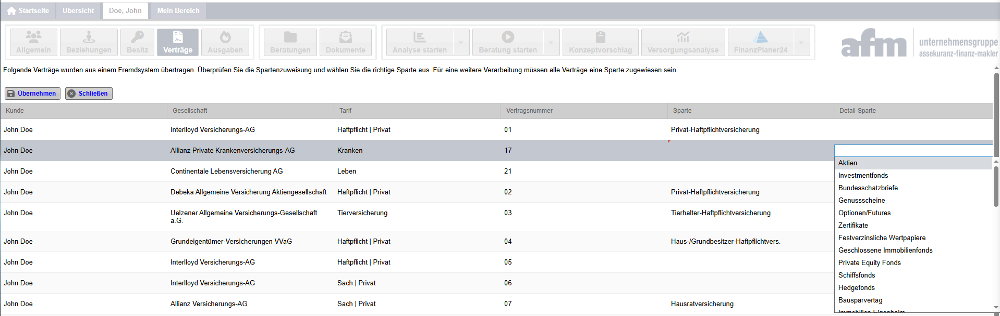 Startseite Übersicht Doe, John Mein Bereich
Allgemein Beziehungen Besitz Verträge Ausgaben Beratungen Dokumente Analyse starten Beratung starten Konzeptvorschlag Versorgungsanalyse FinanzPlaner24
afm unternehmensgruppe
assekuranz-finanz-makler
Folgende Verträge wurden aus einem Fremdsystem übertragen. Überprüfen Sie die Spartenzuweisung und wählen Sie die richtige Sparte aus. Für eine weitere Verarbeitung müssen alle Verträge eine Sparte zugewiesen sein.
Übernehmen Schließen
Kunde Gesellschaft Tarif Vertragsnummer Sparte Detail-Sparte
John Doe Interlloyd Versicherungs-AG Haftpflicht | Privat 01 Privat-Haftpflichtversicherung
John Doe Allianz Private Krankenversicherungs-AG Kranken 17
John Doe Continentale Lebensversicherung AG Leben 21
John Doe Debeka Allgemeine Versicherung Aktiengesellschaft Haftpflicht | Privat 02 Privat-Haftpflichtversicherung
John Doe Uelzener Allgemeine Versicherungs-Gesellschaft Tierversicherung 03 Tierhalter-Haftpflichtversicherung
a.G.
John Doe Grundeigentümer-Versicherungen VVaG Haftpflicht | Privat 04 Haus-/Grundbesitzer-Haftpflichtvers.
John Doe Interlloyd Versicherungs-AG Haftpflicht | Privat 05
John Doe Interlloyd Versicherungs-AG Sach | Privat 06
John Doe Allianz Versicherungs-AG Sach | Privat 07 Hausratversicherung
Aktien
Investmentfonds
Bundesschatzbriefe
Genussscheine
Optionen/Futures
Zertifikate
Festverzinsliche Wertpapiere
Geschlossene Immobilienfonds
Private Equity Fonds
Schiffsfonds
Hedgefonds
Bausparvertag
Immobilien Eigenheim